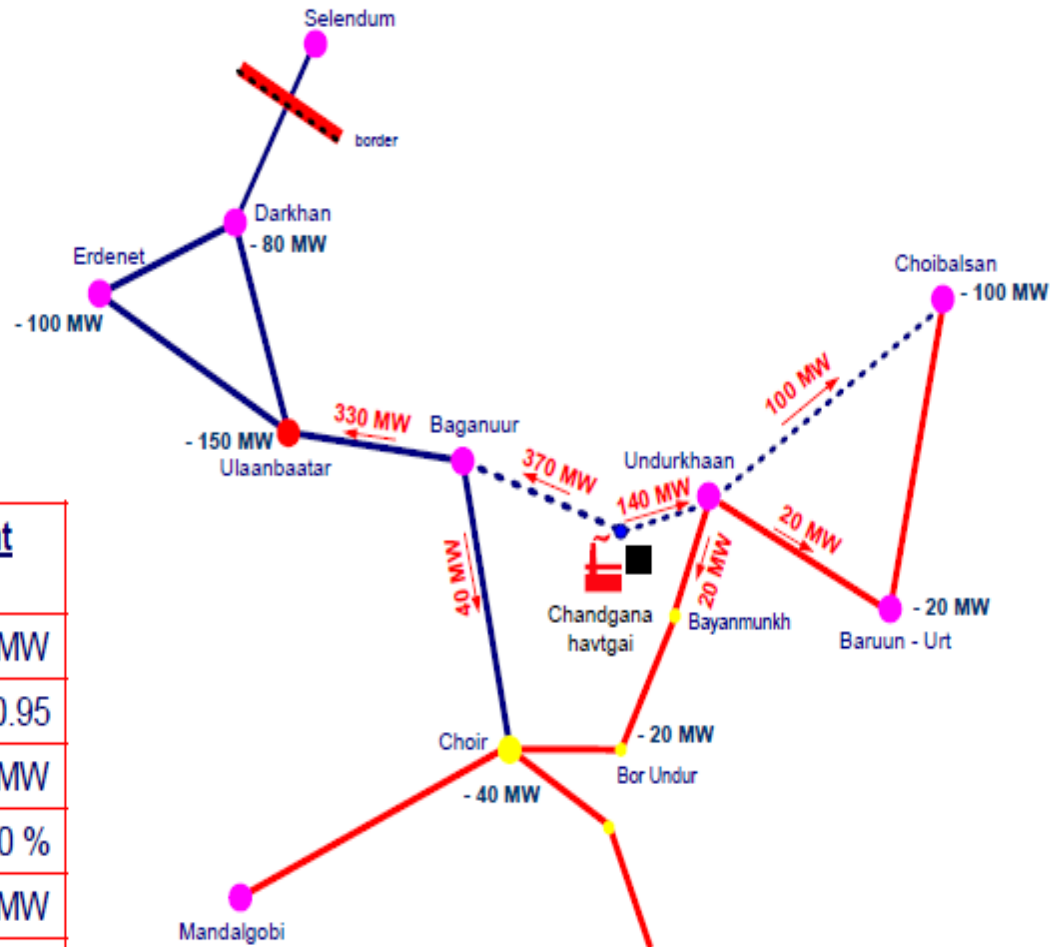 Selendum
border
Darkhan
- 80 MW
Erdenet
- 100 MW
Choibalsan
- 100 MW
100 MW
330 MW
Baganuur
- 150 MW
Ulaanbaatar
370 MW
Undurkhaan
140 MW
20 MW
20 MW
40 MW
Chandgana
havtgai
Bayanmunkh
- 20 MW
Baruun - Urt
Choir
- 20 MW
Bor Undur
- 40 MW
Mandalgobi
MW
0.95
MW
0 %
MW